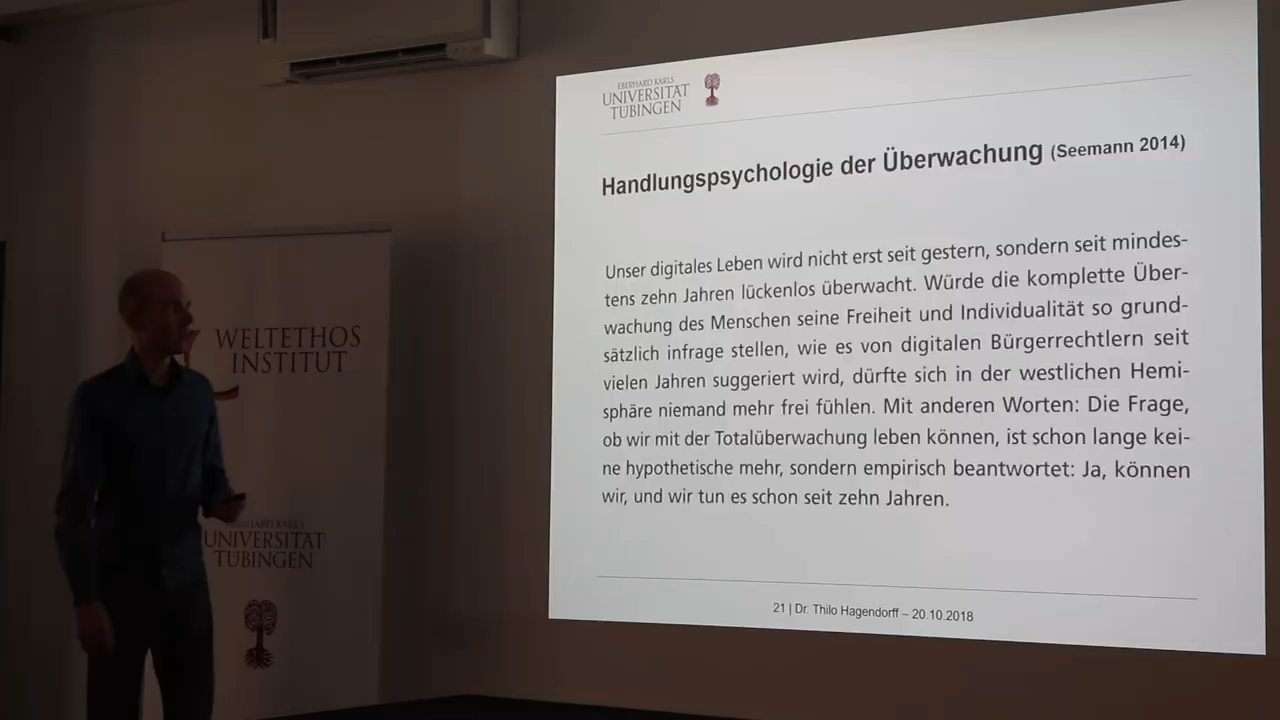 EBERHARD KARLS
UNIVERSITÄT
TÜBINGEN
Handlungspsychologie der Überwachung (Seemann 2014)
Unser digitales Leben wird nicht erst seit gestern, sondern seit mindes-
tens zehn Jahren lückenlos überwacht. Würde die komplette Über-
wachung des Menschen seine Freiheit und Individualität so grund-
sätzlich infrage stellen, wie es von digitalen Bürgerrechtlern seit
vielen Jahren suggeriert wird, dürfte sich in der westlichen Hemi-
sphäre niemand mehr frei fühlen. Mit anderen Worten: Die Frage,
ob wir mit der Totalüberwachung leben können, ist schon lange kei-
ne hypothetische mehr, sondern empirisch beantwortet: Ja, können
wir, und wir tun es schon seit zehn Jahren.
21 | Dr. Thilo Hagendorff – 20.10.2018
WELTETHOS
INSTITUT
EBERHARD KARLS
UNIVERSITÄT
TÜBINGEN